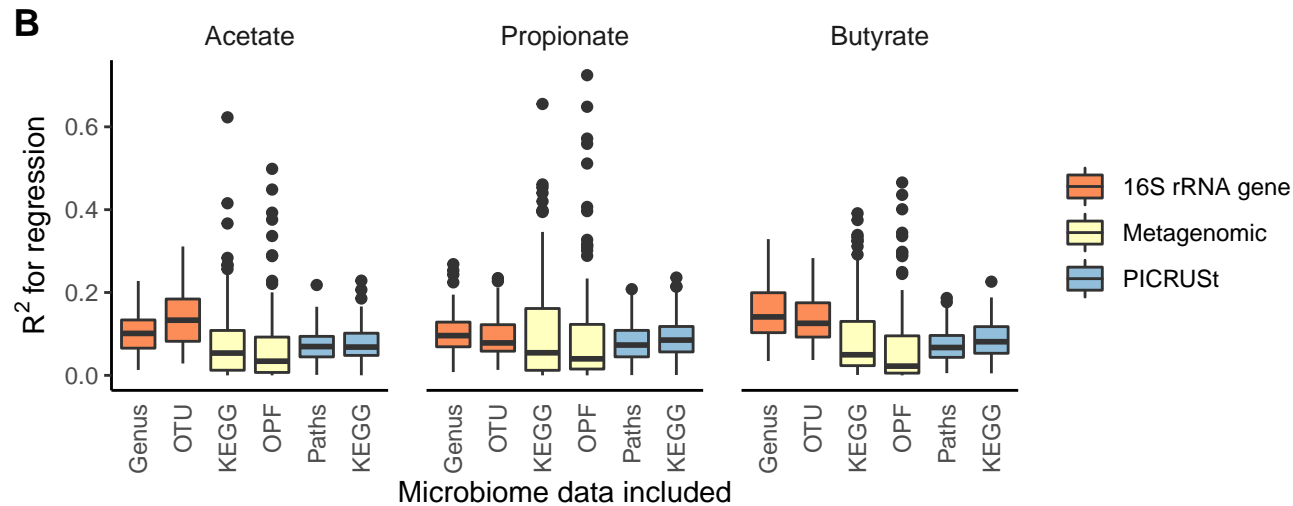 B
Acetate
Propionate
Butyrate
R² for regression
0.6
0.4
0.2
0.0
Genus
OTU
KEGG
OPF
Paths
KEGG
Genus
OTU
KEGG
OPF
Paths
KEGG
Genus
OTU
KEGG
OPF
Paths
KEGG
Microbiome data included
16S rRNA gene
Metagenomic
PICRUSt